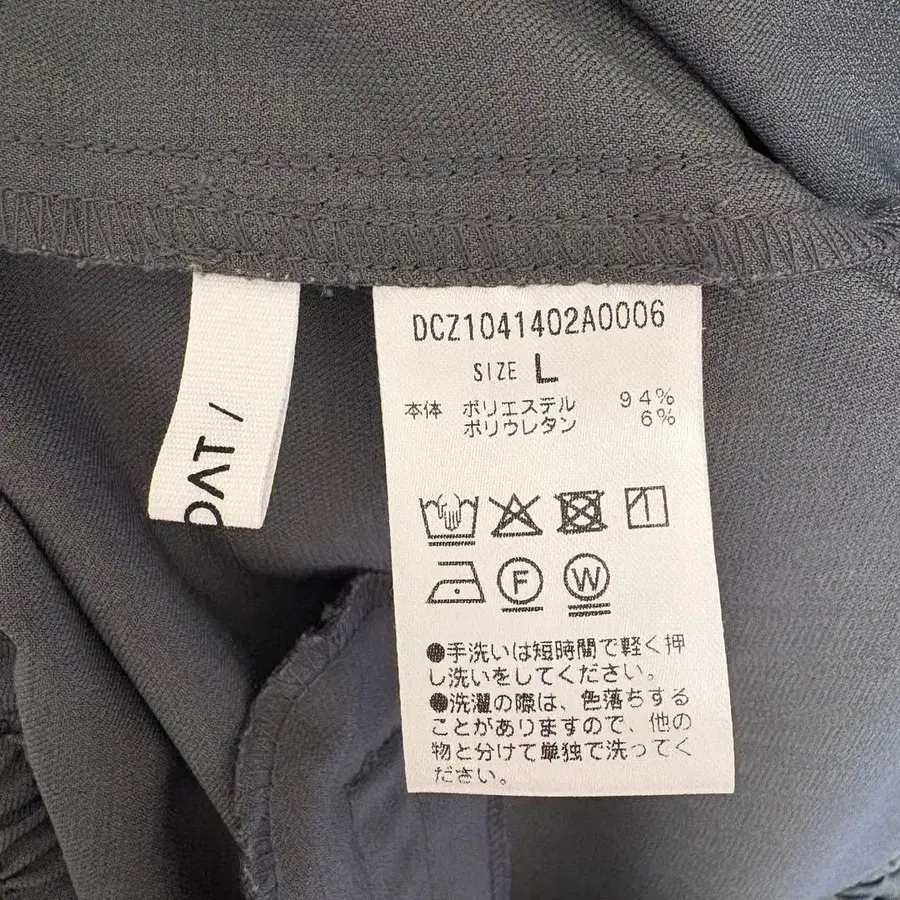 DCZ1041402A0006
SIZE L
本体 ポリエステル 94%
ポリウレタン 6%
F W
●手洗いは短時間で軽く押
し洗いをしてください。
●洗濯の際は、色落ちする
ことがありますので、他の
物と分けて単独で洗ってく
ださい。